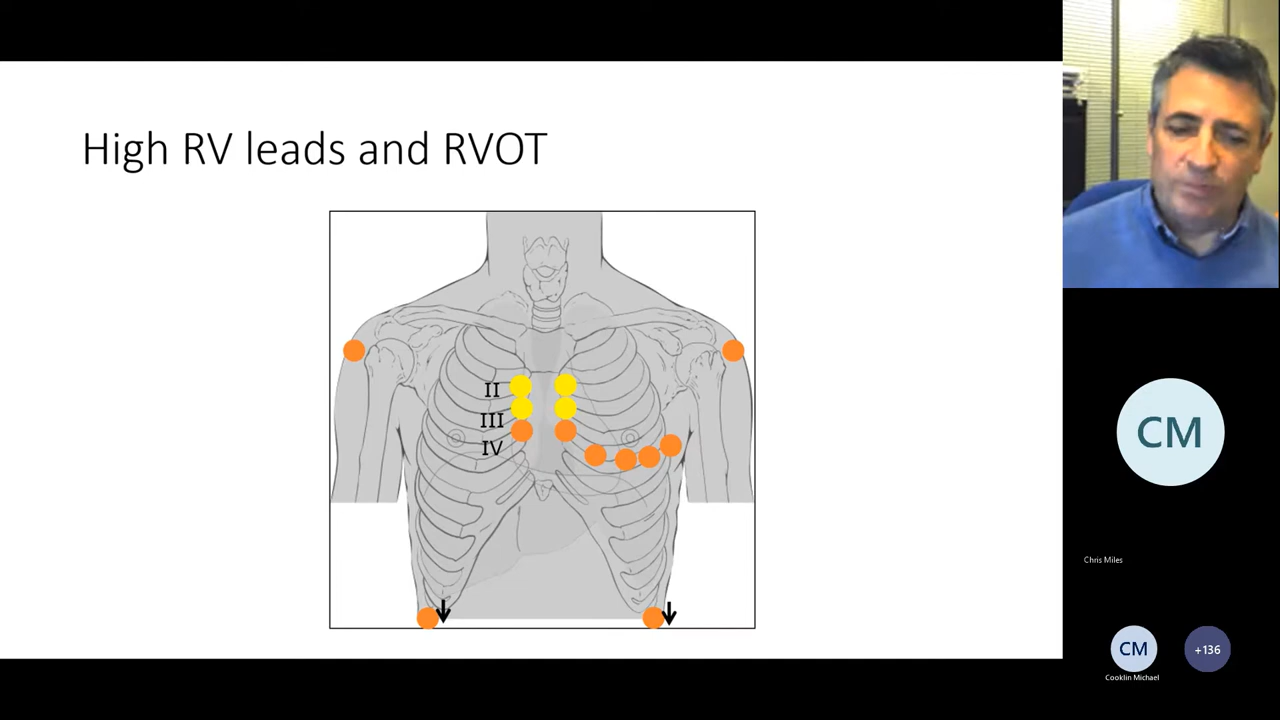 High RV leads and RVOT
II
III
IV
CM
Chris Miles
CM
+136
Cooklin Michael